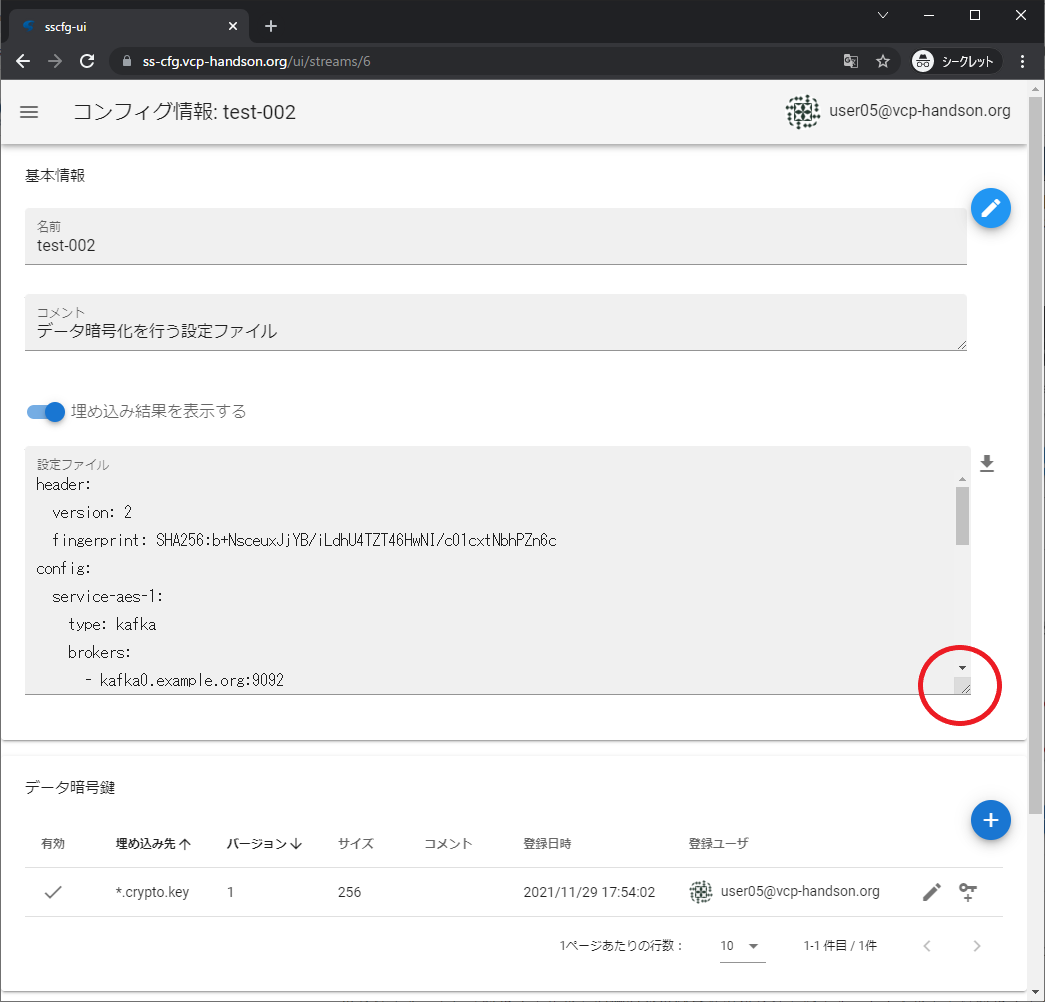 sscfg-ui
ss-cfg.vcp-handson.org/ui/streams/6
シークレット
コンフィグ情報: test-002
user05@vcp-handson.org
基本情報
名前
test-002
コメント
データ暗号化を行う設定ファイル
埋め込み結果を表示する
設定ファイル
header:
version: 2
fingerprint: SHA256:b+NsceuxJjYB/iLdhU4TZT46HwNI/c01cxtNbhPZn6c
config:
service-aes-1:
type: kafka
brokers:
- kafka0.example.org:9092
データ暗号鍵
有効 埋め込み先↑ バージョン↓ サイズ コメント 登録日時 登録ユーザ
*.crypto.key 1 256 2021/11/29 17:54:02 user05@vcp-handson.org
1ページあたりの行数： 10 1-1 件目 / 1件